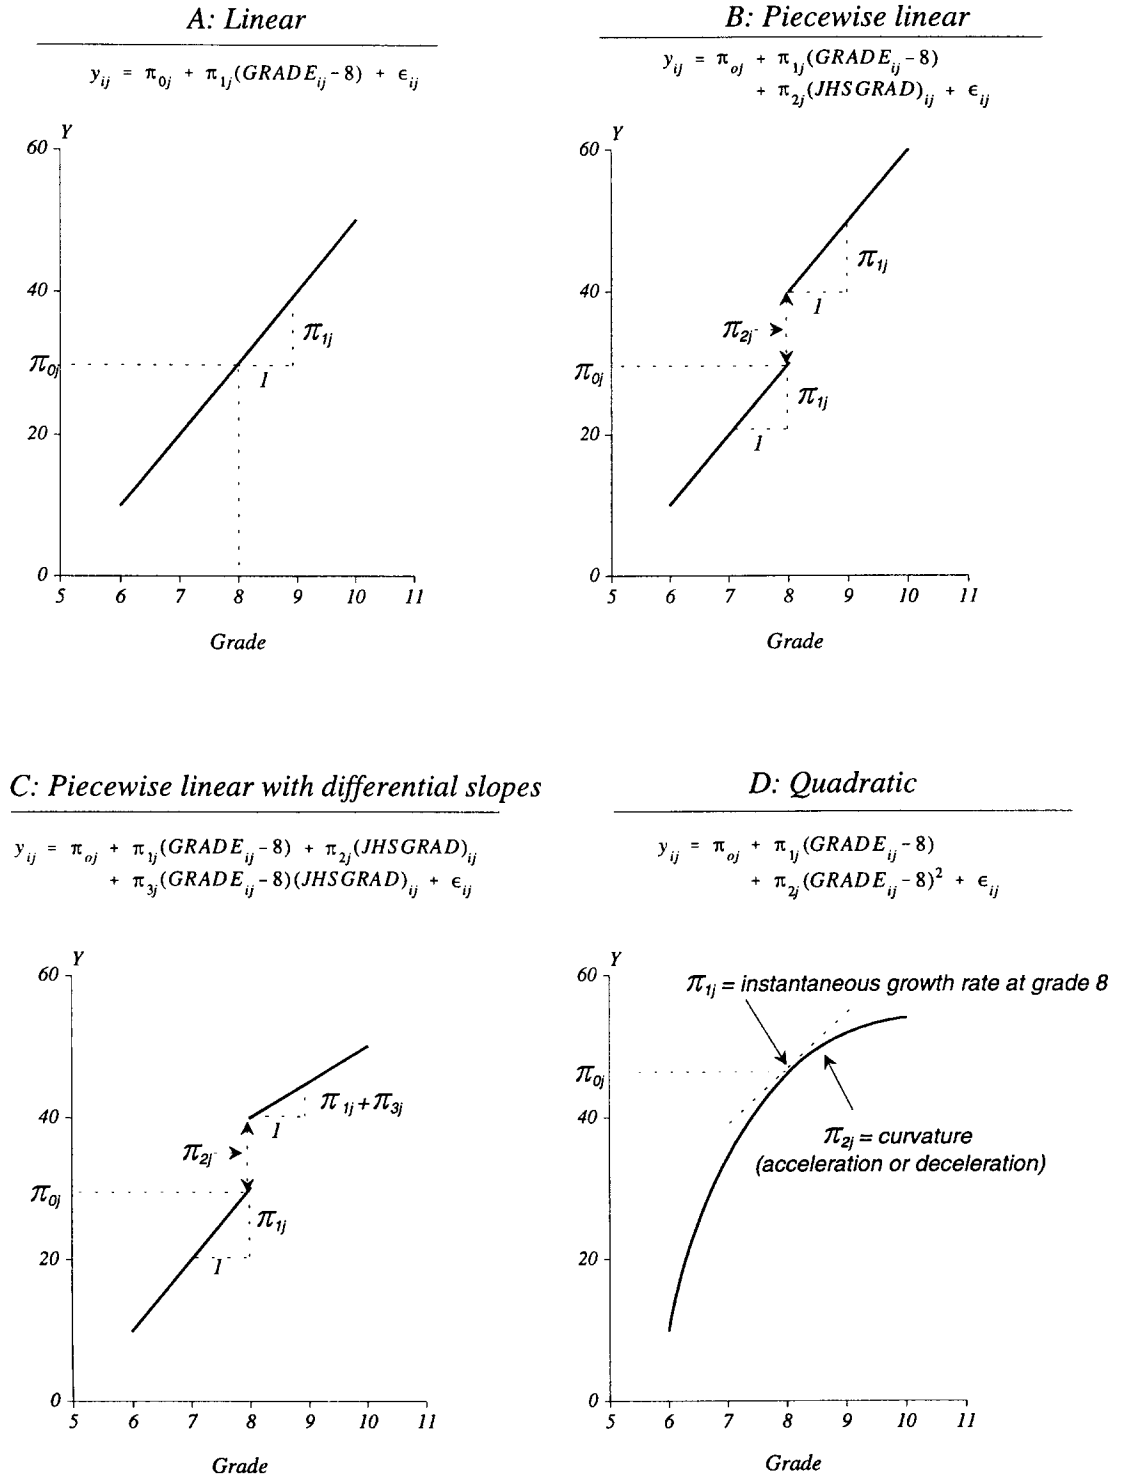 A: Linear
y_ij = π_0j + π_1j(GRADE_ij - 8) + ϵ_ij
Y
60
40
π_0j
20
0
π_1j
1
5 6 7 8 9 10 11
Grade
B: Piecewise linear
y_ij = π_oj + π_1j(GRADE_ij - 8)
+ π_2j(JHSGRAD)_ij + ϵ_ij
Y
60
40
π_0j
20
0
π_1j
1
π_2j
π_1j
1
5 6 7 8 9 10 11
Grade
C: Piecewise linear with differential slopes
y_ij = π_oj + π_1j(GRADE_ij - 8) + π_2j(JHSGRAD)_ij
+ π_3j(GRADE_ij - 8)(JHSGRAD)_ij + ϵ_ij
Y
60
40
π_0j
20
0
π_1j + π_3j
1
π_2j
π_1j
1
5 6 7 8 9 10 11
Grade
D: Quadratic
y_ij = π_oj + π_1j(GRADE_ij - 8)
+ π_2j(GRADE_ij - 8)² + ϵ_ij
Y
60
π_0j
40
20
0
π_1j = instantaneous growth rate at grade 8
π_2j = curvature
(acceleration or deceleration)
5 6 7 8 9 10 11
Grade